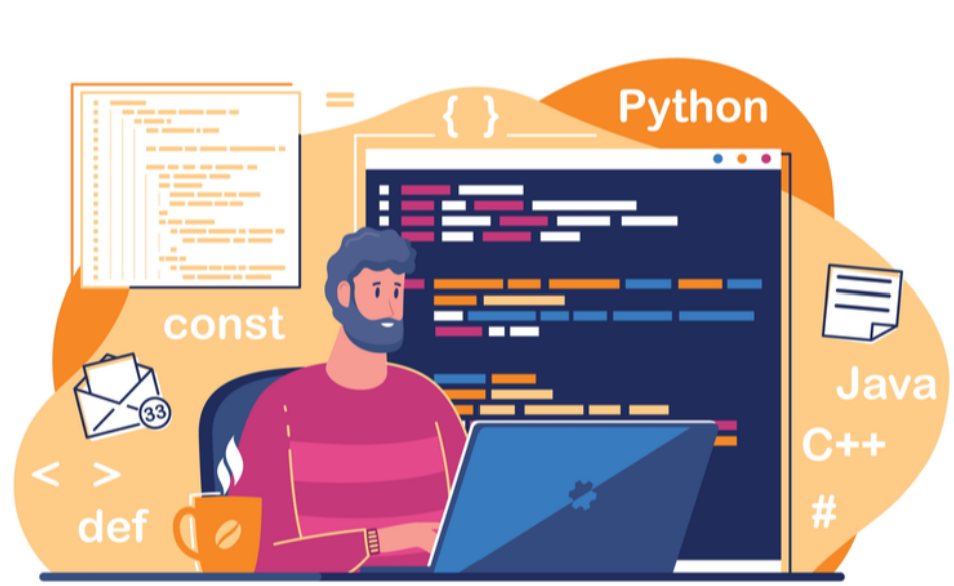 =
{ }
Python
const
33
Java
C++
< >
#
def